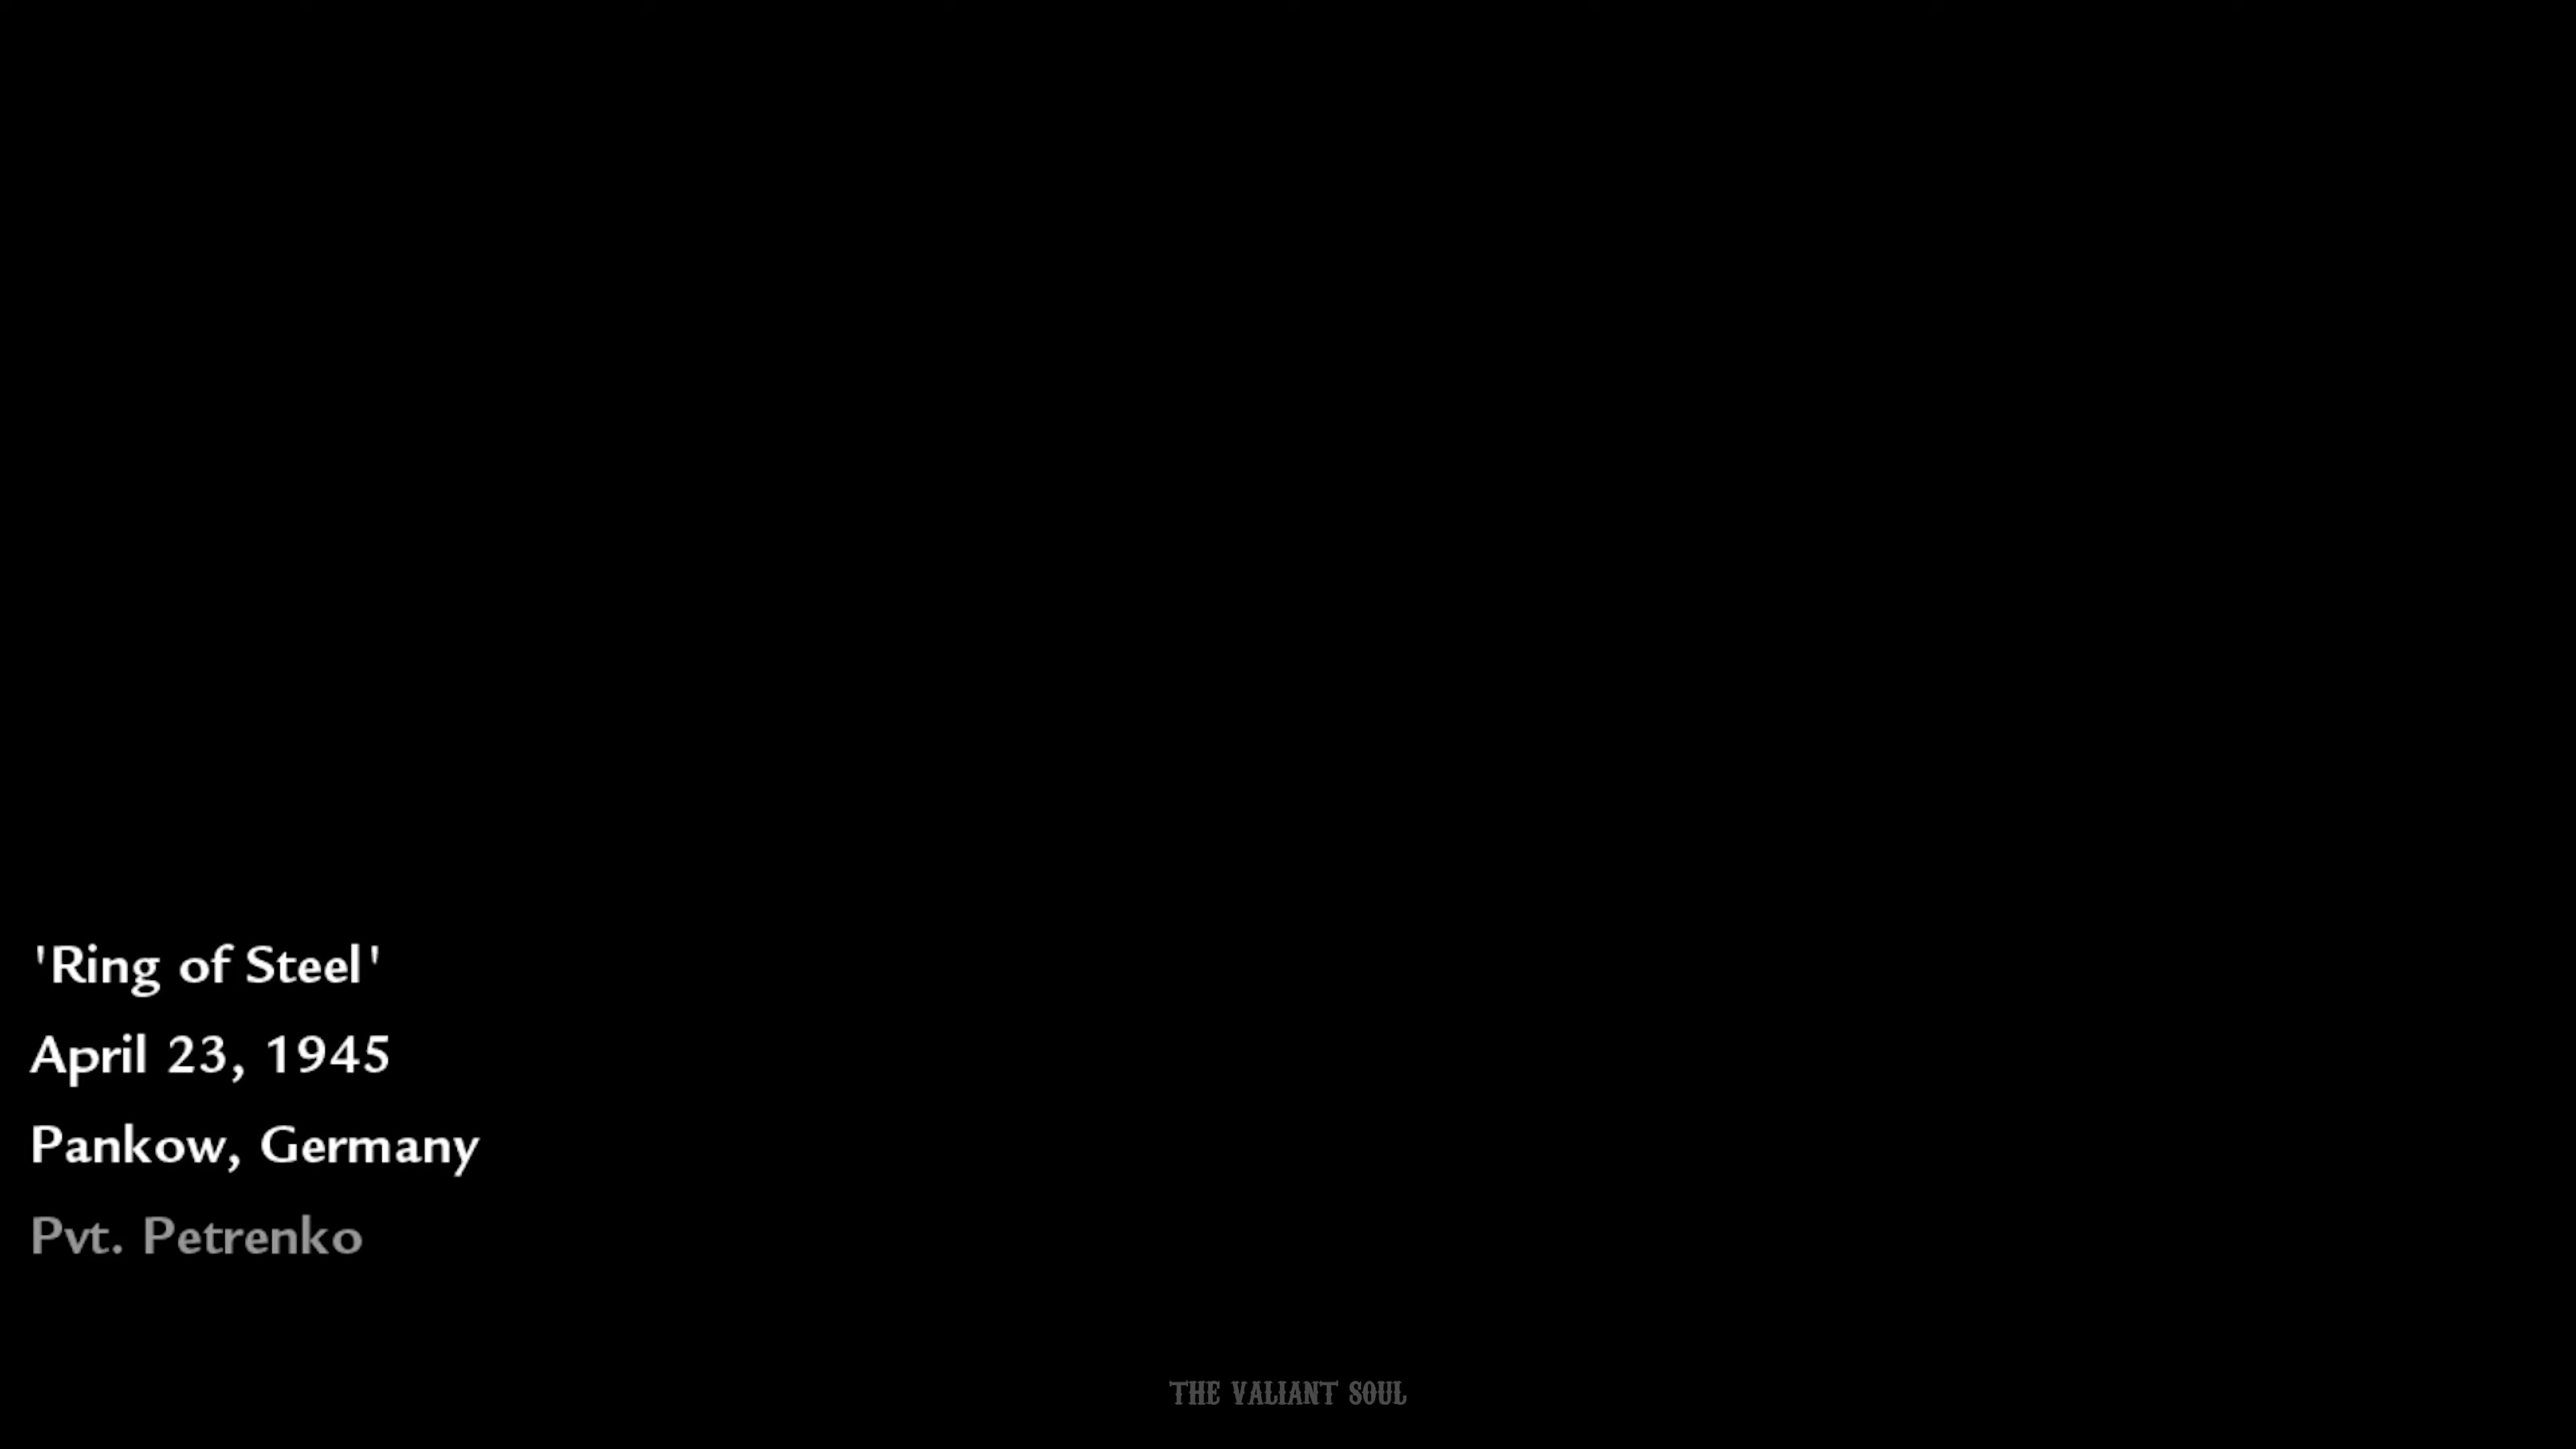 'Ring of Steel'
April 23, 1945
Pankow, Germany
Pvt. Petrenko
THE VALIANT SOUL